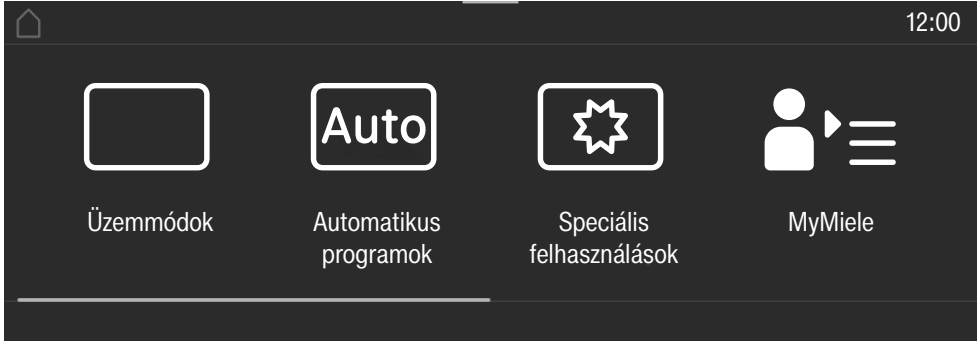 12:00
Auto
Üzemmódok
Automatikus
programok
Speciális
felhasználások
MyMiele